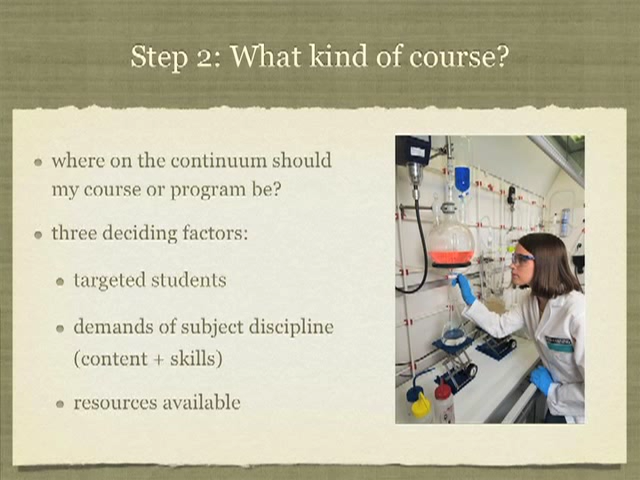 Step 2: What kind of course?
where on the continuum should
my course or program be?
three deciding factors:
targeted students
demands of subject discipline
(content + skills)
resources available